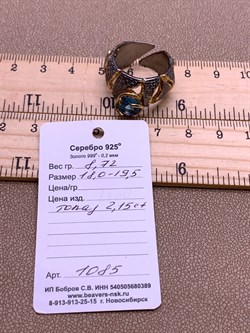 Серебро 925°
Золото 999° - 0,2 мкм
Вес гр. 8,72
Размер 18,0-19,5
Цена/гр
Цена изд.
топаз 2,15ct
Арт. 1085
ИП Бобров С.В. ИНН 540505680389
www.beavers-nsk.ru
8-913-913-25-15 г. Новосибирск